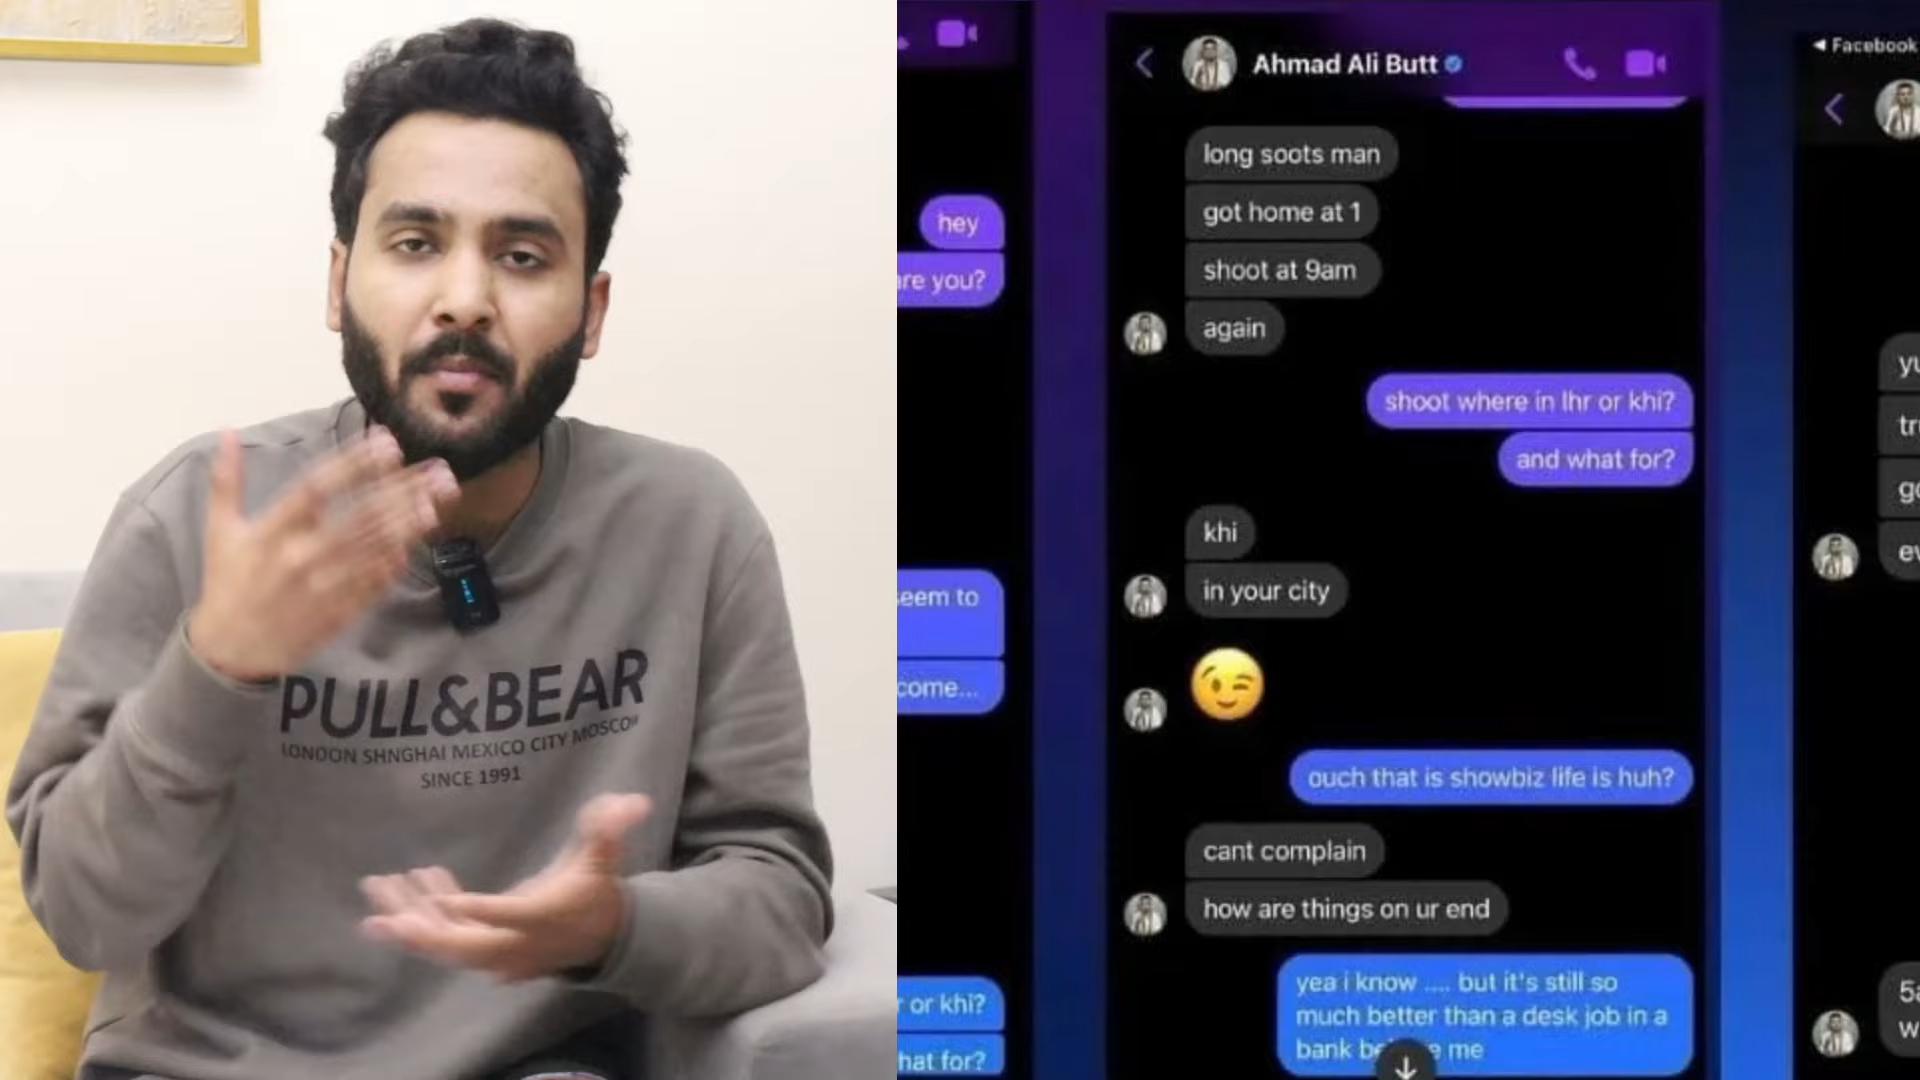 PULL&BEAR
LONDON SHNGHAI MEXICO CITY MOSCOW
SINCE 1991
hey
are you?
seem to
come...
r or khi?
hat for?
Ahmad Ali Butt
long soots man
got home at 1
shoot at 9am
again
shoot where in lhr or khi?
and what for?
khi
in your city
ouch that is showbiz life is huh?
cant complain
how are things on ur end
yea i know .... but it's still so
much better than a desk job in a
bank me
Facebook